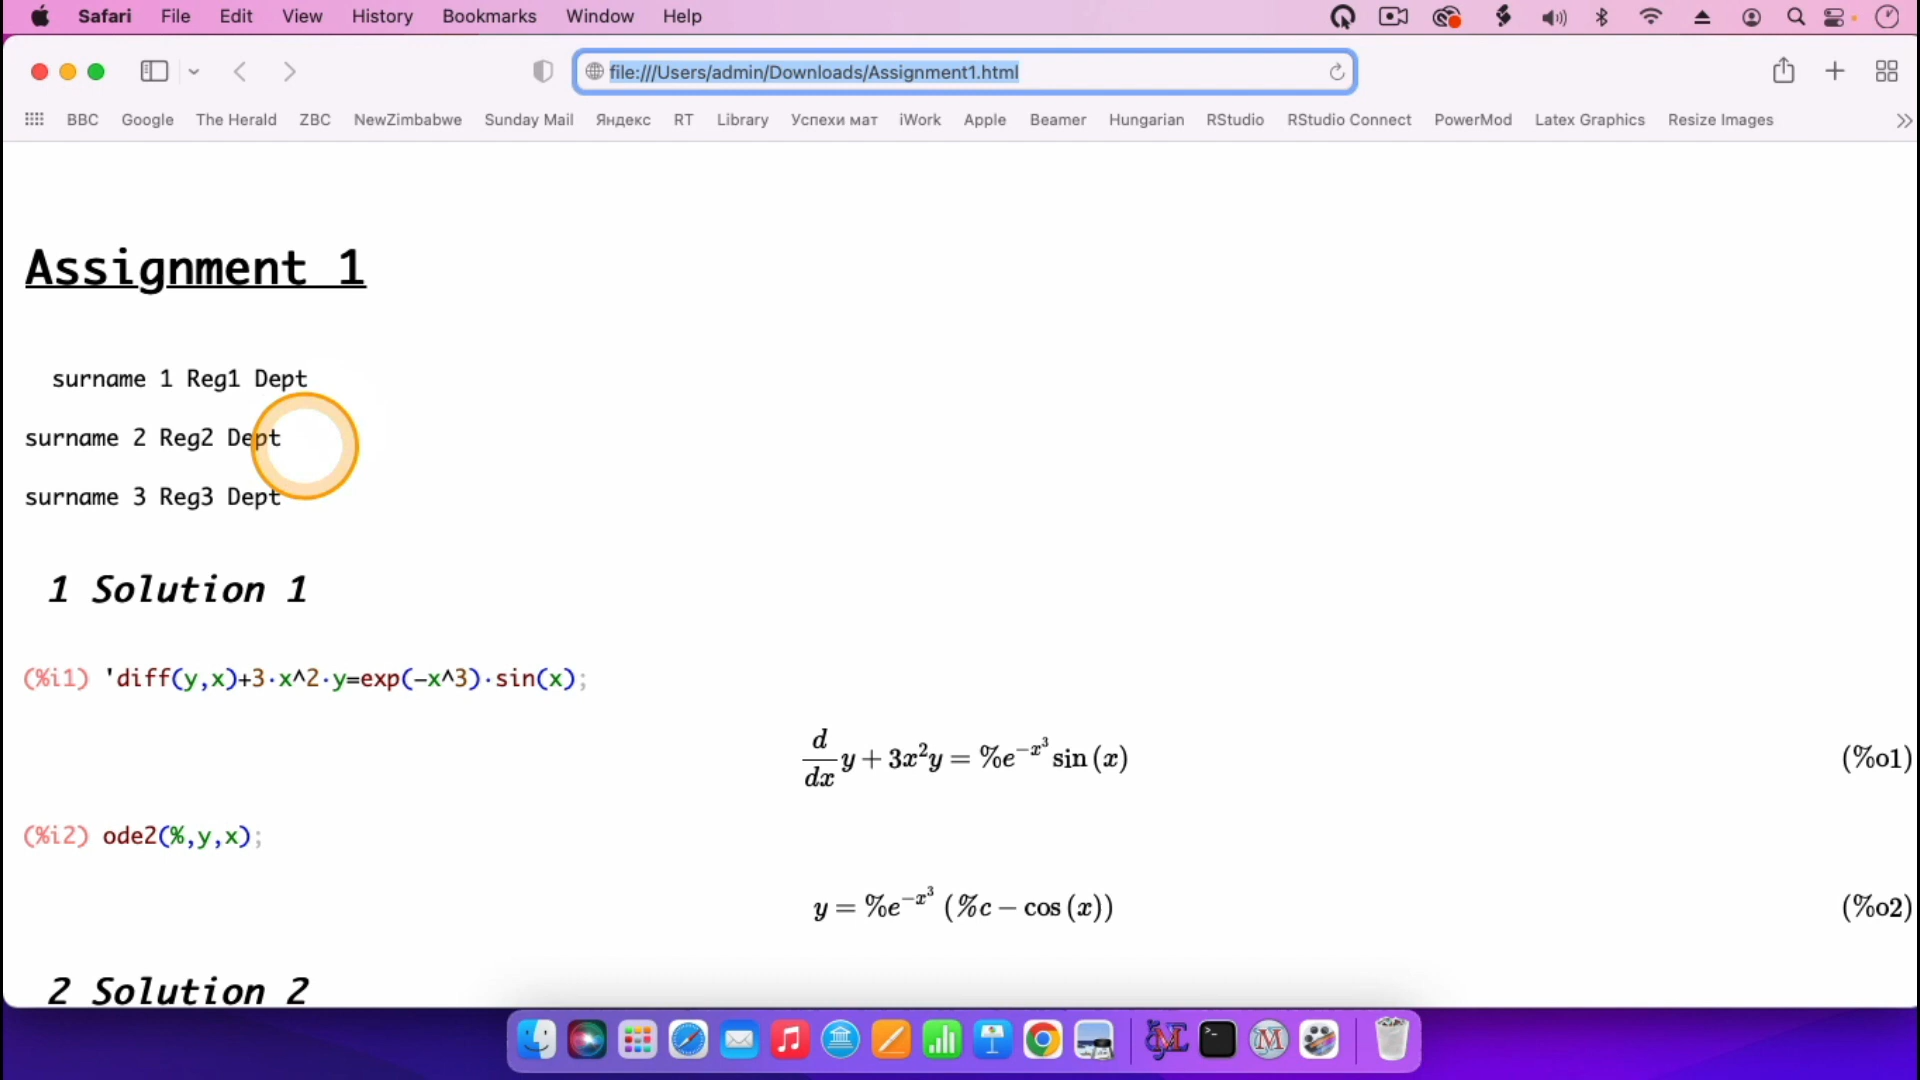 Safari File Edit View History Bookmarks Window Help
file:///Users/admin/Downloads/Assignment1.html
BBC Google The Herald ZBC NewZimbabwe Sunday Mail Яндекс RT Library Успехи мат iWork Apple Beamer Hungarian RStudio RStudio Connect PowerMod Latex Graphics Resize Images
Assignment 1
surname 1 Reg1 Dept
surname 2 Reg2 Dept
surname 3 Reg3 Dept
1 Solution 1
(%i1) 'diff(y,x)+3·x^2·y=exp(−x^3)·sin(x);
d/dx y + 3x²y = %e^{−x³} sin (x) (%o1)
(%i2) ode2(%,y,x);
y = %e^{−x³} (%c − cos (x)) (%o2)
2 Solution 2